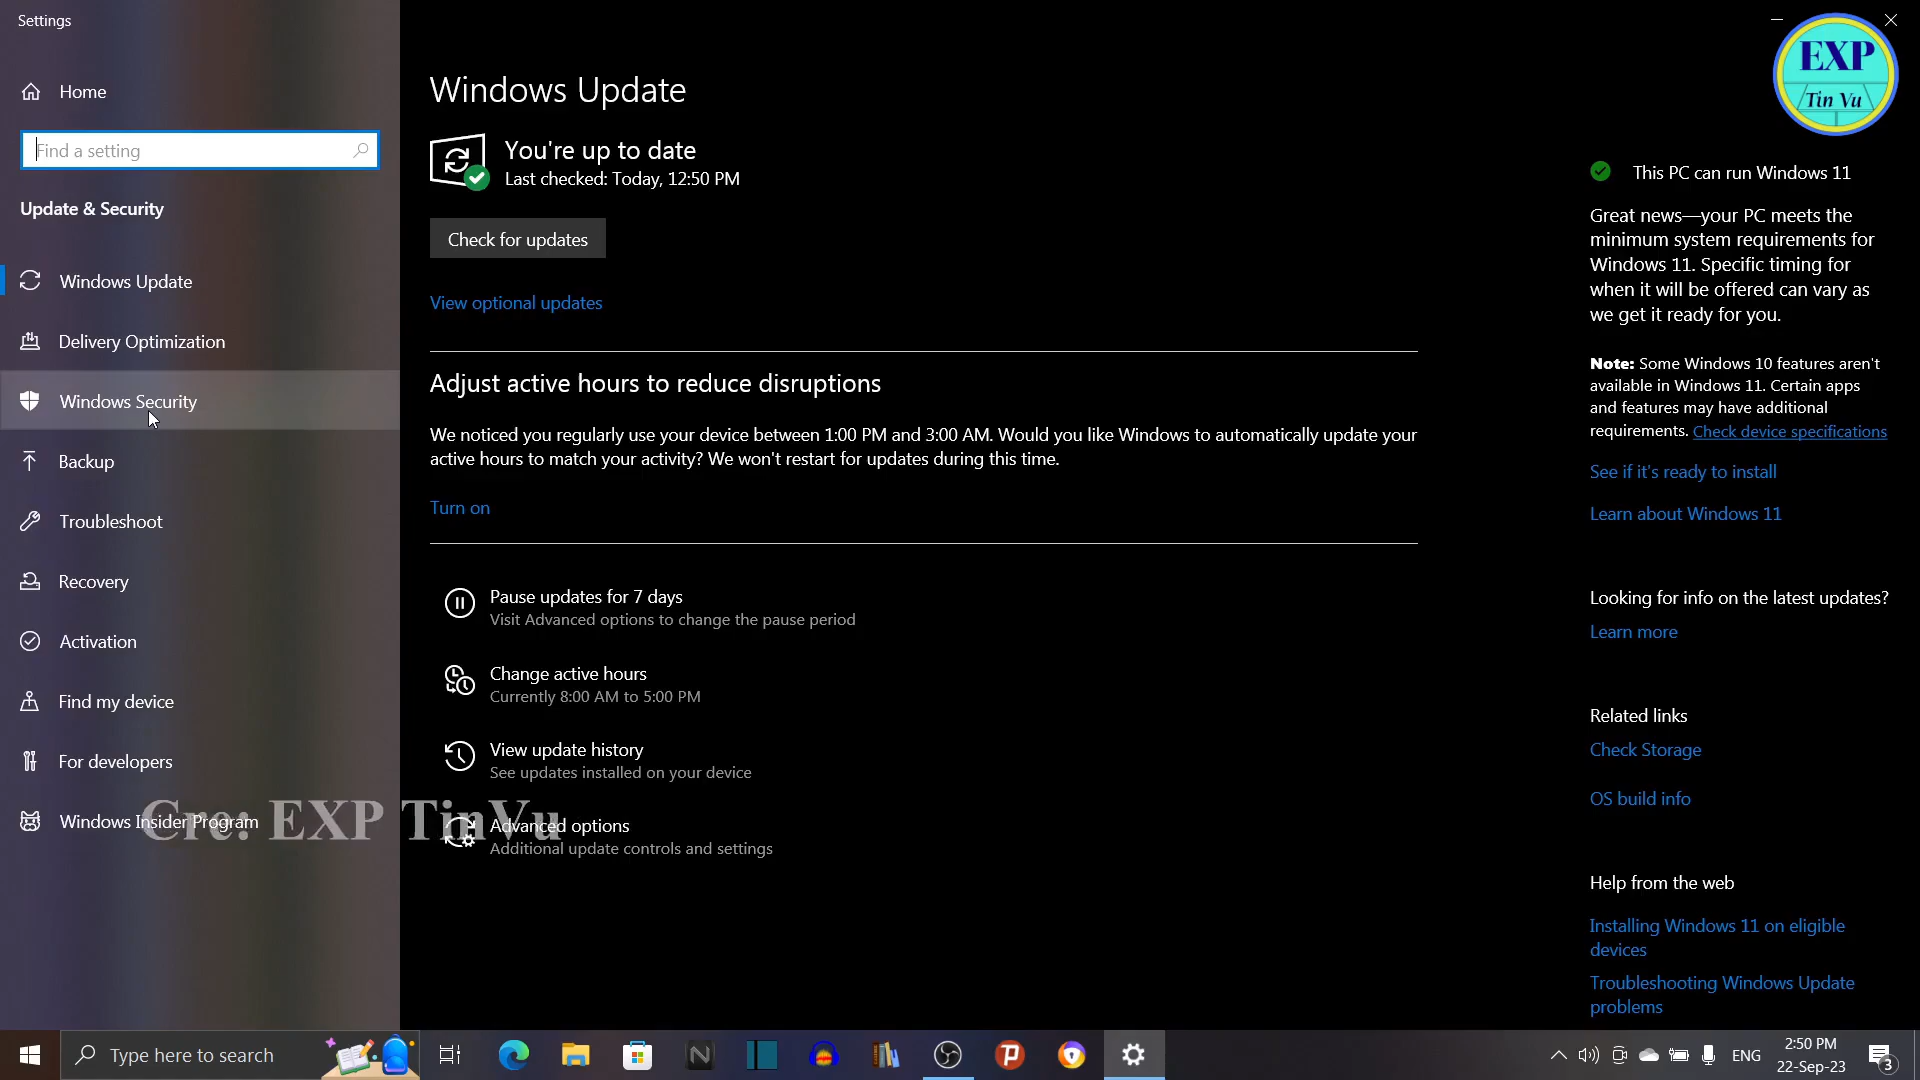 Settings
Home
Find a setting
Update & Security
Windows Update
Delivery Optimization
Windows Security
Backup
Troubleshoot
Recovery
Activation
Find my device
For developers
Windows Insider Program
Cre: EXP TinVu
Windows Update
You're up to date
Last checked: Today, 12:50 PM
Check for updates
View optional updates
Adjust active hours to reduce disruptions
We noticed you regularly use your device between 1:00 PM and 3:00 AM. Would you like Windows to automatically update your
active hours to match your activity? We won't restart for updates during this time.
Turn on
Pause updates for 7 days
Visit Advanced options to change the pause period
Change active hours
Currently 8:00 AM to 5:00 PM
View update history
See updates installed on your device
Advanced options
Additional update controls and settings
EXP
Tin Vu
This PC can run Windows 11
Great news—your PC meets the
minimum system requirements for
Windows 11. Specific timing for
when it will be offered can vary as
we get it ready for you.
Note: Some Windows 10 features aren't
available in Windows 11. Certain apps
and features may have additional
requirements. Check device specifications
See if it's ready to install
Learn about Windows 11
Looking for info on the latest updates?
Learn more
Related links
Check Storage
OS build info
Help from the web
Installing Windows 11 on eligible
devices
Troubleshooting Windows Update
problems
Type here to search
N
P
ENG
2:50 PM
22-Sep-23
3